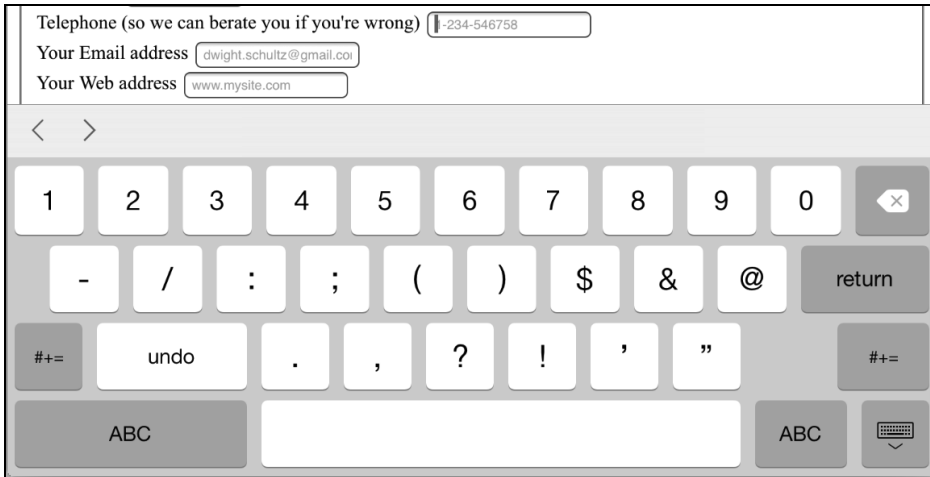 Telephone (so we can berate you if you're wrong) 1-234-546758
Your Email address dwight.schultz@gmail.co
Your Web address www.mysite.com
1 2 3 4 5 6 7 8 9 0
- / : ; ( ) $ & @ return
#+= undo . , ? ! ’ ” #+=
ABC ABC